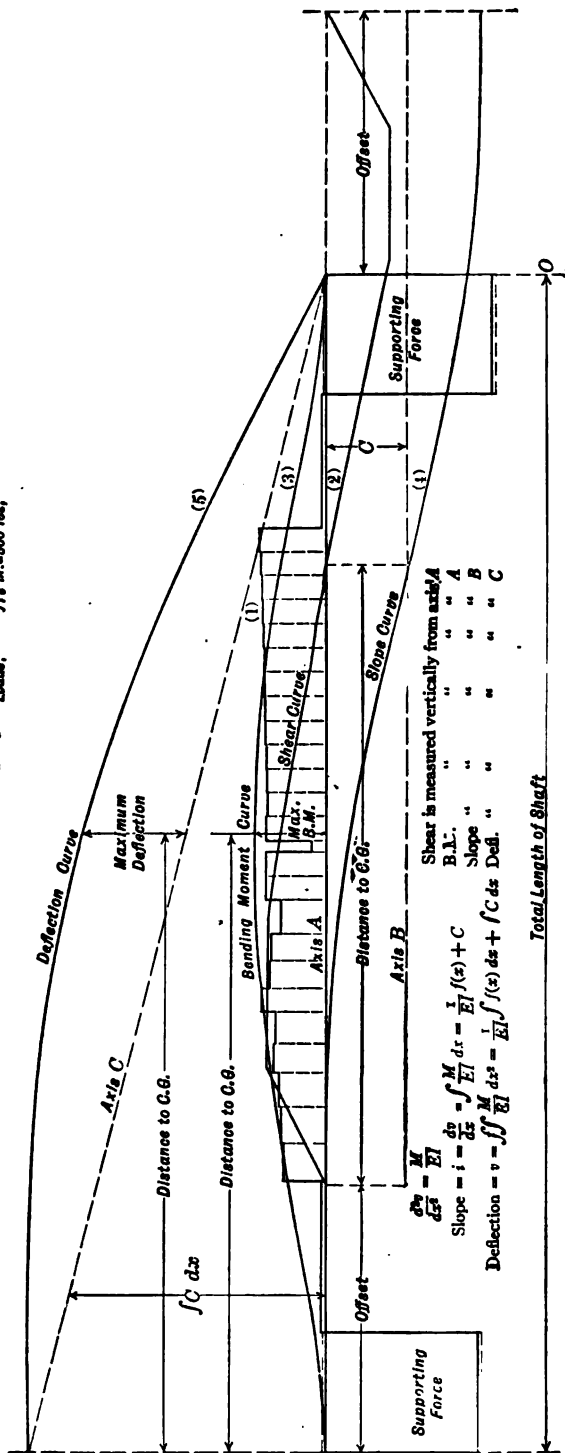 Deflection Curve
(5)
Axis C
Maximum
Deflection
Distance to C.G.
Distance to C.G.
∫C dx
Bending Moment Curve
(1)
Max.
B.M.
Shear Curve
(3)
Axis A
(2)
Supporting
Force
Offset
Distance to C.G.
C
(4)
Slope Curve
Axis B
Offset
Supporting
Force
d²v/dx² = M/EI
Slope = i = dv/dx = ∫ M/EI dx = 1/EI f(x) + C
Deflection = v = ∫∫ M/EI dx² = 1/EI ∫ f(x) dx + ∫ C dx
Shear is measured vertically from axis A
B.M. " " " " " A
Slope " " " " " B
Defl. " " " " " C
Total Length of Shaft
O